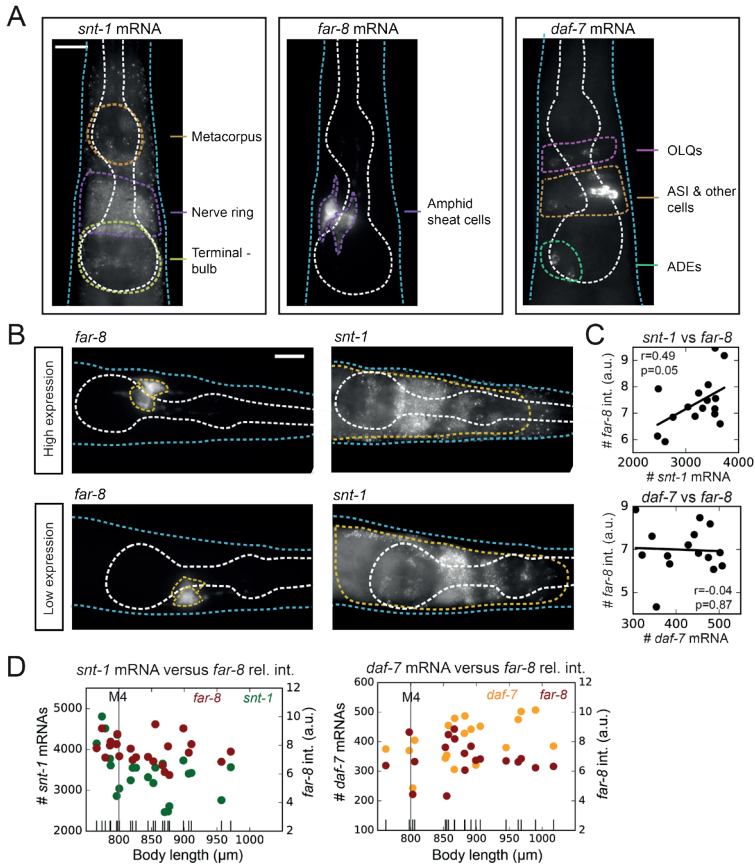 A
snt-1 mRNA
far-8 mRNA
daf-7 mRNA
Metacorpus
Nerve ring
Terminal -
bulb
Amphid
sheat cells
OLQs
ASI & other
cells
ADEs
B
far-8
snt-1
High expression
far-8
snt-1
Low expression
C
snt-1 vs far-8
r=0.49
p=0.05
# far-8 int. (a.u.)
9
8
7
6
2000 3000 4000
# snt-1 mRNA
daf-7 vs far-8
# far-8 int. (a.u.)
9
7
5
r=-0.04
p=0.87
300 400 500
# daf-7 mRNA
D
snt-1 mRNA versus far-8 rel. int.
M4
far-8 snt-1
# snt-1 mRNAs
5000
4000
3000
2000
12
10
8
6
4
2
far-8 int. (a.u.)
800 850 900 950 1000
Body length (µm)
daf-7 mRNA versus far-8 rel. int.
M4
daf-7 far-8
# daf-7 mRNAs
600
500
400
300
200
100
12
10
8
6
4
2
far-8 int. (a.u.)
800 850 900 950 1000
Body length (µm)